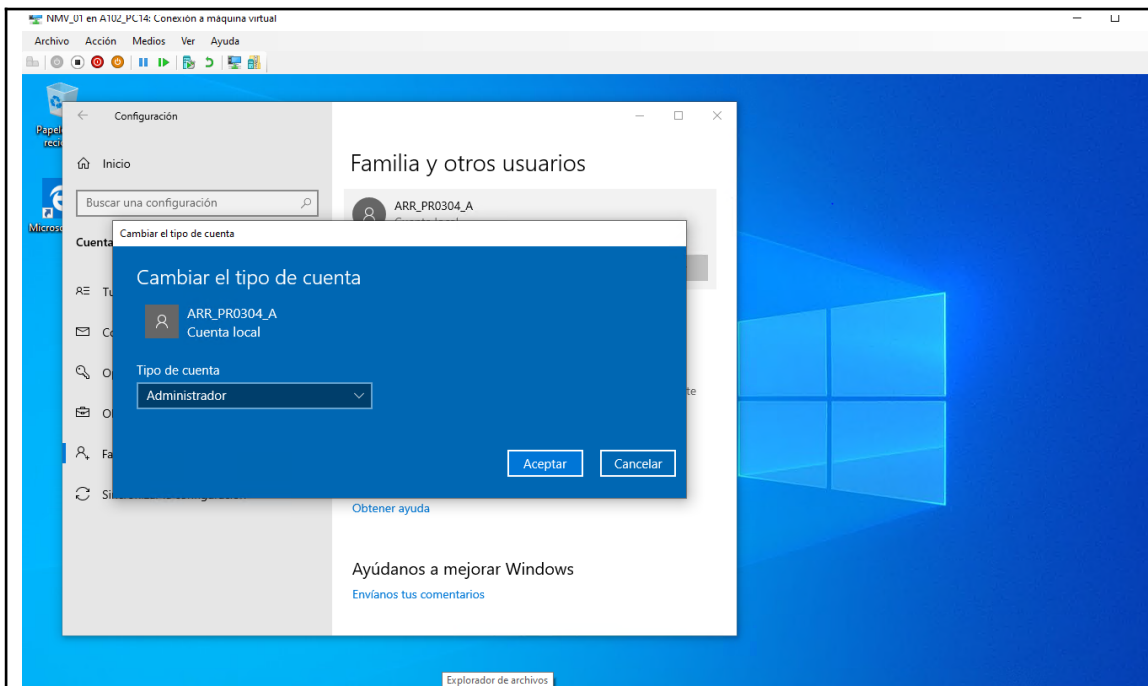 NMV_01 en A102_PC14: Conexión a máquina virtual
Archivo Acción Medios Ver Ayuda
Configuración
Inicio
Familia y otros usuarios
Buscar una configuración
ARR_PR0304_A
Cambiar el tipo de cuenta
Cambiar el tipo de cuenta
ARR_PR0304_A
Cuenta local
Tipo de cuenta
Administrador
Aceptar
Cancelar
Obtener ayuda
Ayúdanos a mejorar Windows
Envíanos tus comentarios
Explorador de archivos